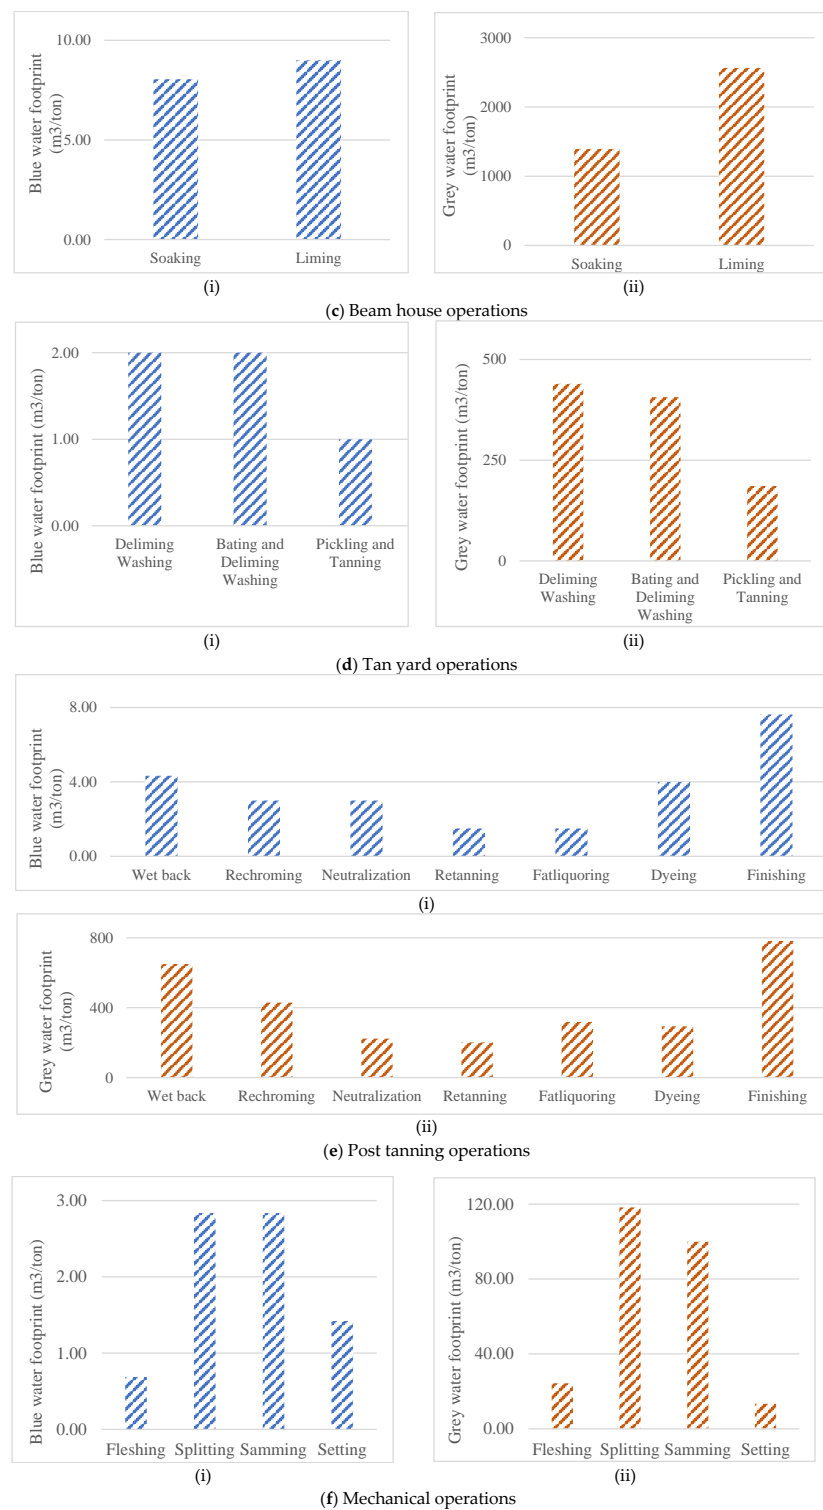 10.00
5.00
0.00
Blue water footprint
(m3/ton)
Soaking
Liming
(i)
3000
2000
1000
0
Grey water footprint
(m3/ton)
Soaking
Liming
(ii)
(c) Beam house operations
2.00
1.00
0.00
Blue water footprint (m3/ton)
Deliming
Washing
Bating and
Deliming
Washing
Pickling and
Tanning
(i)
500
250
0
Grey water footprint (m3/ton)
Deliming
Washing
Bating and
Deliming
Washing
Pickling and
Tanning
(ii)
(d) Tan yard operations
8.00
4.00
0.00
Blue water footprint
(m3/ton)
Wet back
Rechroming
Neutralization
Retanning
Fatliquoring
Dyeing
Finishing
(i)
800
400
0
Grey water footprint
(m3/ton)
Wet back
Rechroming
Neutralization
Retanning
Fatliquoring
Dyeing
Finishing
(ii)
(e) Post tanning operations
3.00
2.00
1.00
0.00
Blue water footprint (m3/ton)
Fleshing
Splitting
Samming
Setting
(i)
120.00
80.00
40.00
0.00
Grey water footprint (m3/ton)
Fleshing
Splitting
Samming
Setting
(ii)
(f) Mechanical operations